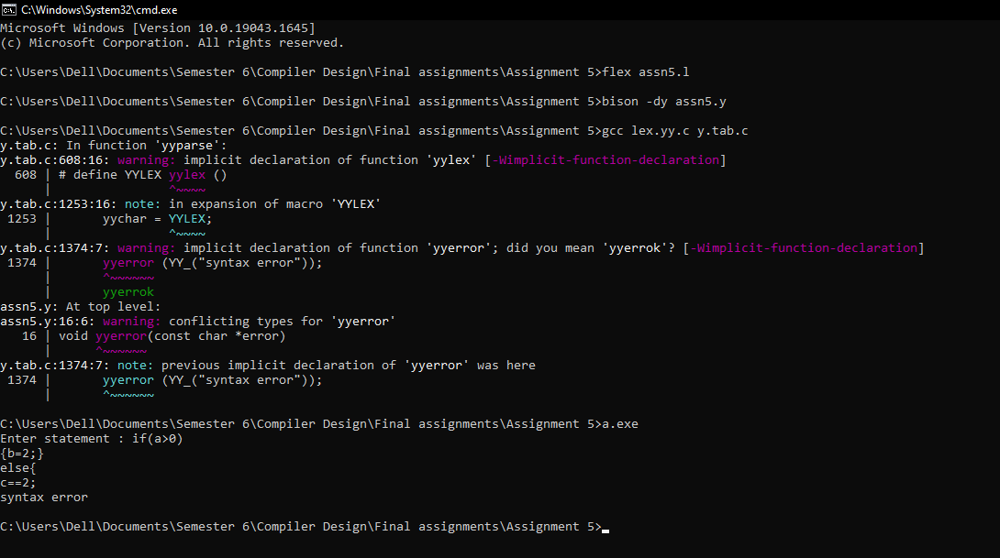 C:\Windows\System32\cmd.exe
Microsoft Windows [Version 10.0.19043.1645]
(c) Microsoft Corporation. All rights reserved.
C:\Users\Dell\Documents\Semester 6\Compiler Design\Final assignments\Assignment 5>flex assn5.l
C:\Users\Dell\Documents\Semester 6\Compiler Design\Final assignments\Assignment 5>bison -dy assn5.y
C:\Users\Dell\Documents\Semester 6\Compiler Design\Final assignments\Assignment 5>gcc lex.yy.c y.tab.c
y.tab.c: In function 'yyparse':
y.tab.c:608:16: warning: implicit declaration of function 'yylex' [-Wimplicit-function-declaration]
  608 | # define YYLEX yylex ()
      |                ^~~~~
y.tab.c:1253:16: note: in expansion of macro 'YYLEX'
 1253 |       yychar = YYLEX;
      |                ^~~~~
y.tab.c:1374:7: warning: implicit declaration of function 'yyerror'; did you mean 'yyerrok'? [-Wimplicit-function-declaration]
 1374 |       yyerror (YY_("syntax error"));
      |       ^~~~~~~
      |       yyerrok
assn5.y: At top level:
assn5.y:16:6: warning: conflicting types for 'yyerror'
   16 | void yyerror(const char *error)
      |      ^~~~~~~
y.tab.c:1374:7: note: previous implicit declaration of 'yyerror' was here
 1374 |       yyerror (YY_("syntax error"));
      |       ^~~~~~~
C:\Users\Dell\Documents\Semester 6\Compiler Design\Final assignments\Assignment 5>a.exe
Enter statement : if(a>0)
{b=2;}
else{
c==2;
syntax error
C:\Users\Dell\Documents\Semester 6\Compiler Design\Final assignments\Assignment 5>